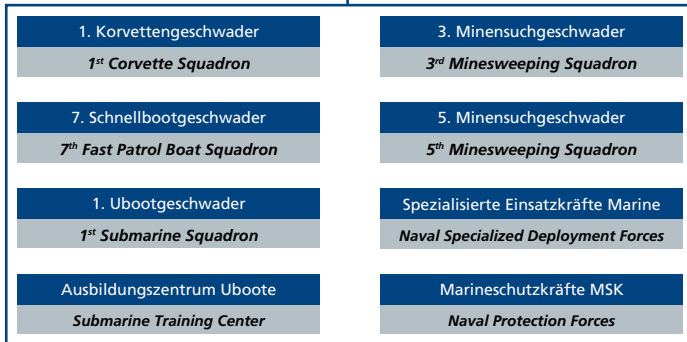 1. Korvettengeschwader
1st Corvette Squadron
3. Minensuchgeschwader
3rd Minesweeping Squadron
7. Schnellbootgeschwader
7th Fast Patrol Boat Squadron
5. Minensuchgeschwader
5th Minesweeping Squadron
1. Ubootgeschwader
1st Submarine Squadron
Spezialisierte Einsatzkräfte Marine
Naval Specialized Deployment Forces
Ausbildungszentrum Uboote
Submarine Training Center
Marineschutzkräfte MSK
Naval Protection Forces